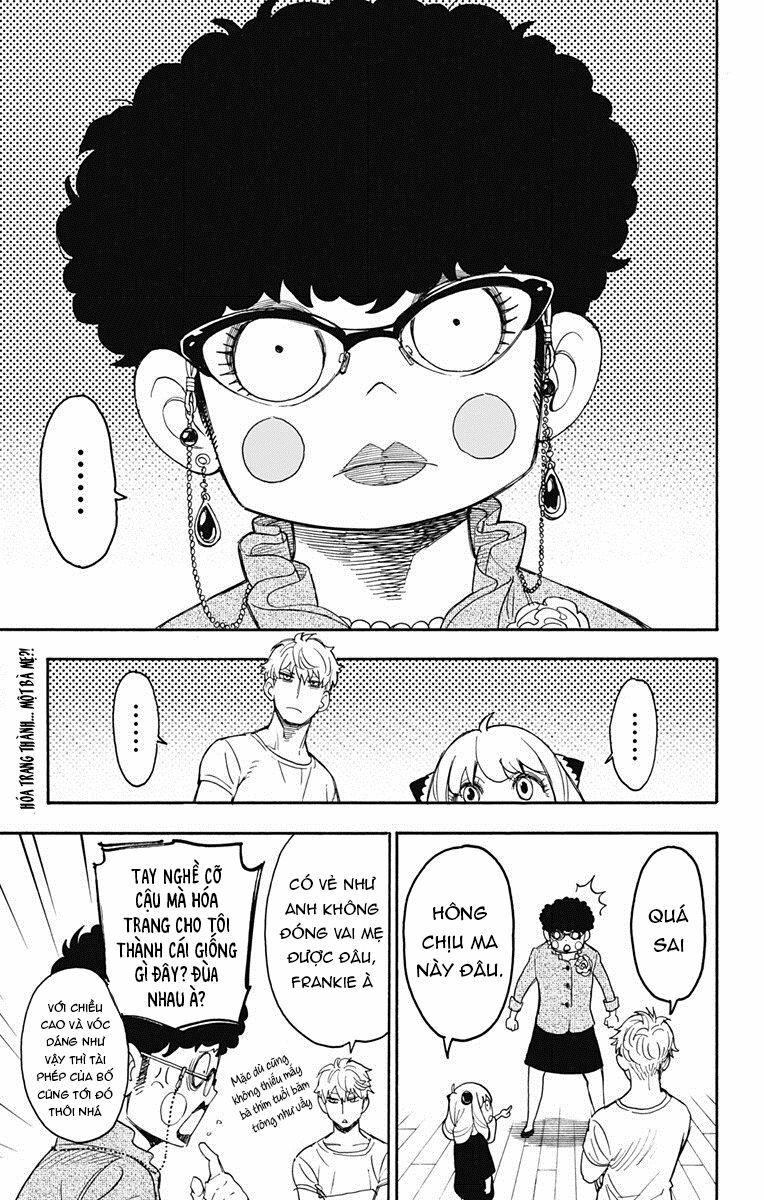 ......
HÓA TRANG THÀNH... MỘT BÀ MẸ?!
......
......
QUÁ
SAI
HÔNG
CHỊU MA
NÀY ĐÂU.
CÓ VẺ NHƯ
ANH KHÔNG
ĐÓNG VAI MẸ
ĐƯỢC ĐÂU,
FRANKIE À
Mặc dù cũng
không thiếu mấy
bà thím tuổi băm
trông như vầy
TAY NGHỀ CỠ
CẬU MÀ HÓA
TRANG CHO TÔI
THÀNH CÁI GIỐNG
GÌ ĐÂY? ĐÙA
NHAU À?
VỚI CHIỀU
CAO VÀ VÓC
DÁNG NHƯ
VẬY THÌ TÀI
PHÉP CỦA BỐ
CŨNG TỚI ĐÓ
THÔI NHÁ